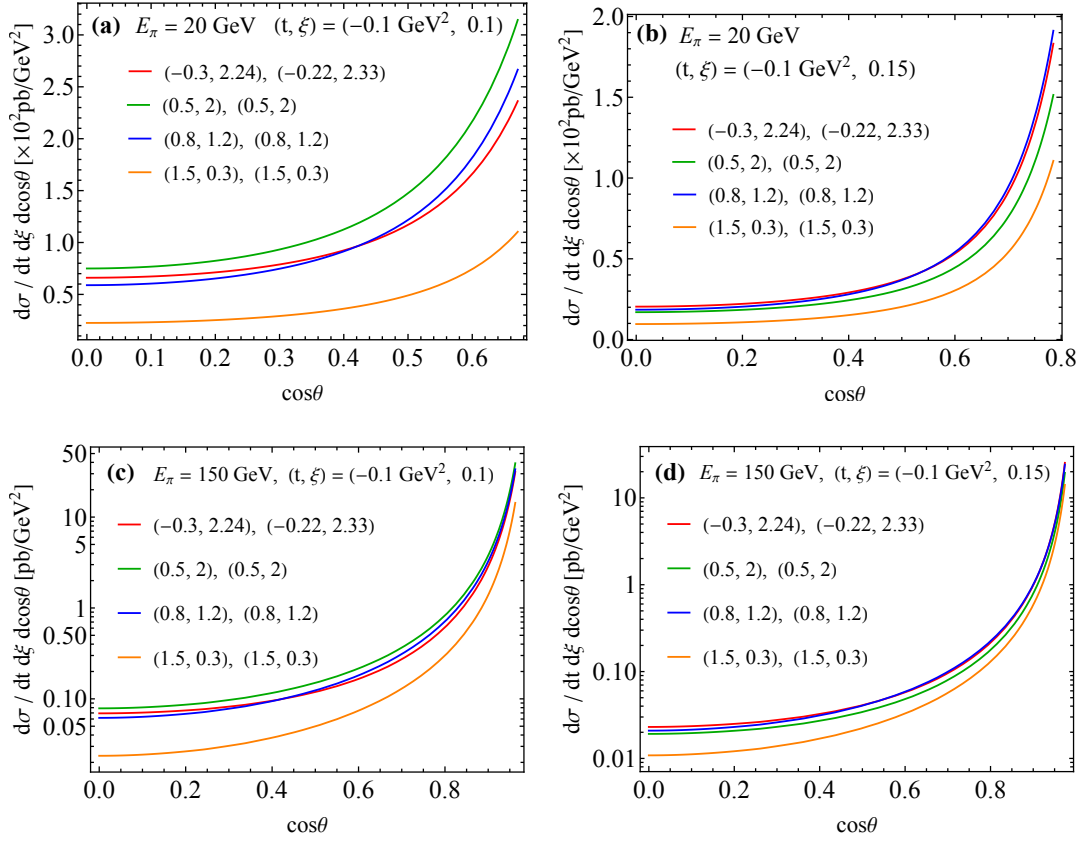 (a) E_π = 20 GeV (t, ξ) = (−0.1 GeV², 0.1)
(−0.3, 2.24), (−0.22, 2.33)
(0.5, 2), (0.5, 2)
(0.8, 1.2), (0.8, 1.2)
(1.5, 0.3), (1.5, 0.3)
dσ / dt dξ dcosθ [×10²pb/GeV²]
3.0
2.5
2.0
1.5
1.0
0.5
0.0 0.1 0.2 0.3 0.4 0.5 0.6
cosθ
(b) E_π = 20 GeV
(t, ξ) = (−0.1 GeV², 0.15)
(−0.3, 2.24), (−0.22, 2.33)
(0.5, 2), (0.5, 2)
(0.8, 1.2), (0.8, 1.2)
(1.5, 0.3), (1.5, 0.3)
dσ / dt dξ dcosθ [×10²pb/GeV²]
2.0
1.5
1.0
0.5
0.0
0.0 0.2 0.4 0.6 0.8
cosθ
(c) E_π = 150 GeV, (t, ξ) = (−0.1 GeV², 0.1)
(−0.3, 2.24), (−0.22, 2.33)
(0.5, 2), (0.5, 2)
(0.8, 1.2), (0.8, 1.2)
(1.5, 0.3), (1.5, 0.3)
dσ / dt dξ dcosθ [pb/GeV²]
50
10
5
1
0.50
0.10
0.05
0.0 0.2 0.4 0.6 0.8
cosθ
(d) E_π = 150 GeV, (t, ξ) = (−0.1 GeV², 0.15)
(−0.3, 2.24), (−0.22, 2.33)
(0.5, 2), (0.5, 2)
(0.8, 1.2), (0.8, 1.2)
(1.5, 0.3), (1.5, 0.3)
dσ / dt dξ dcosθ [pb/GeV²]
10
1
0.10
0.01
0.0 0.2 0.4 0.6 0.8
cosθ